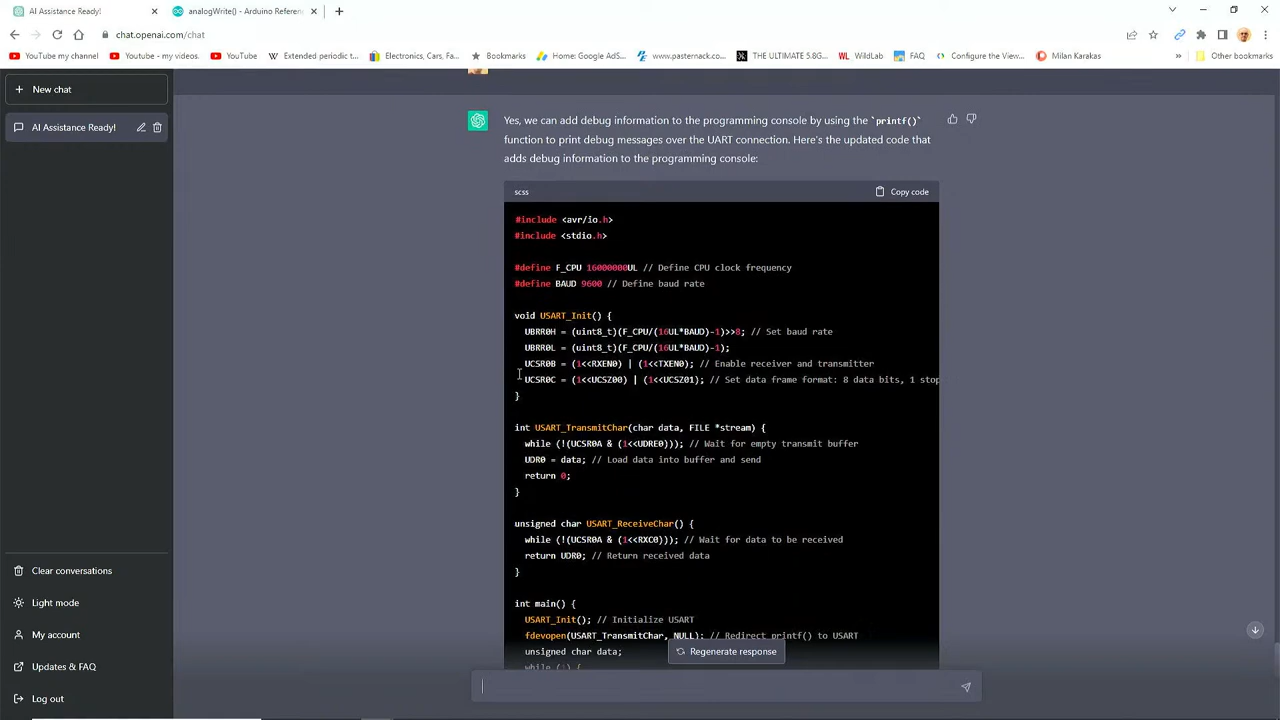 AI Assistance Ready!
analogWrite() - Arduino Referenc
chat.openai.com/chat
YouTube my channel
Youtube - my videos.
YouTube
Extended periodic t...
Electronics, Cars, Fa...
Bookmarks
Home: Google AdS...
www.pasternack.co...
THE ULTIMATE 5.8G...
WL WildLab
FAQ
Configure the View...
Milan Karakas
»
Other bookmarks
+ New chat
AI Assistance Ready!
Yes, we can add debug information to the programming console by using the `printf()`
function to print debug messages over the UART connection. Here's the updated code that
adds debug information to the programming console:
scss
Copy code
#include <avr/io.h>
#include <stdio.h>
#define F_CPU 16000000UL // Define CPU clock frequency
#define BAUD 9600 // Define baud rate
void USART_Init() {
UBRR0H = (uint8_t)(F_CPU/(16UL*BAUD)-1)>>8; // Set baud rate
UBRR0L = (uint8_t)(F_CPU/(16UL*BAUD)-1);
UCSR0B = (1<<RXEN0) | (1<<TXEN0); // Enable receiver and transmitter
UCSR0C = (1<<UCSZ00) | (1<<UCSZ01); // Set data frame format: 8 data bits, 1 stop
}
int USART_TransmitChar(char data, FILE *stream) {
while (!(UCSR0A & (1<<UDRE0))); // Wait for empty transmit buffer
UDR0 = data; // Load data into buffer and send
return 0;
}
unsigned char USART_ReceiveChar() {
while (!(UCSR0A & (1<<RXC0))); // Wait for data to be received
return UDR0; // Return received data
}
int main() {
USART_Init(); // Initialize USART
fdevopen(USART_TransmitChar, NULL); // Redirect printf() to USART
unsigned char data;
while (1) {
Regenerate response
Clear conversations
Light mode
My account
Updates & FAQ
Log out